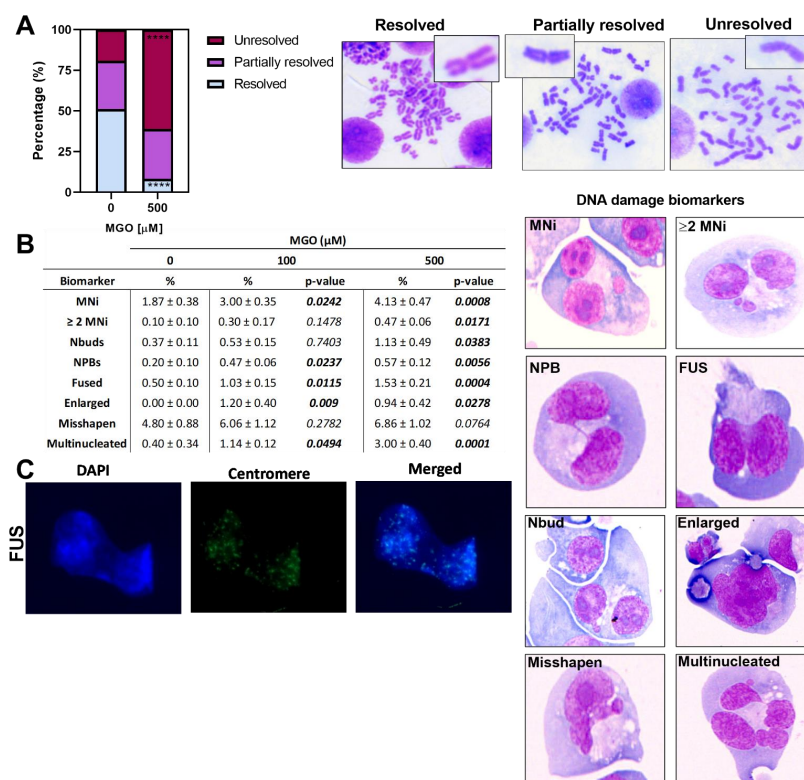 A
Percentage (%)
100
75
50
25
0
****
****
0 500
MGO [μM]
Unresolved
Partially resolved
Resolved
Resolved Partially resolved Unresolved
B
MGO (μM)
0 100 500
Biomarker % % p-value % p-value
MNi 1.87 ± 0.38 3.00 ± 0.35 0.0242 4.13 ± 0.47 0.0008
≥ 2 MNi 0.10 ± 0.10 0.30 ± 0.17 0.1478 0.47 ± 0.06 0.0171
Nbuds 0.37 ± 0.11 0.53 ± 0.15 0.7403 1.13 ± 0.49 0.0383
NPBs 0.20 ± 0.10 0.47 ± 0.06 0.0237 0.57 ± 0.12 0.0056
Fused 0.50 ± 0.10 1.03 ± 0.15 0.0115 1.53 ± 0.21 0.0004
Enlarged 0.00 ± 0.00 1.20 ± 0.40 0.009 0.94 ± 0.42 0.0278
Misshapen 4.80 ± 0.88 6.06 ± 1.12 0.2782 6.86 ± 1.02 0.0764
Multinucleated 0.40 ± 0.34 1.14 ± 0.12 0.0494 3.00 ± 0.40 0.0001
C
DAPI Centromere Merged
FUS
DNA damage biomarkers
MNi ≥2 MNi
NPB FUS
Nbud Enlarged
Misshapen Multinucleated